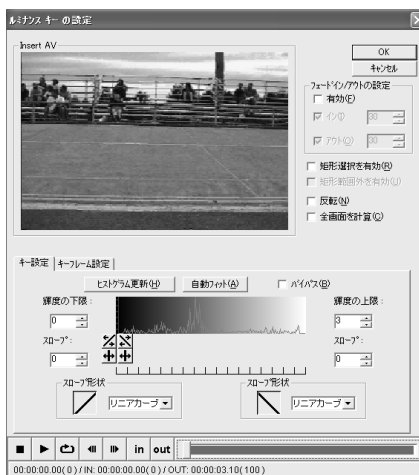 ルミナンス キー の設定
Insert AV
OK
キャンセル
フェードイン/アウトの設定
有効(F)
イン(I) 30
アウト(O) 30
矩形選択を有効(R)
矩形範囲外を有効(U)
反転(N)
全画面を計算(C)
キー設定 キーフレーム設定
ヒストグラム更新(H) 自動フィット(A) バイパス(B)
輝度の下限: 輝度の上限:
0 3
スロープ: スロープ:
0 0
スロープ形状 スロープ形状
リニアカーブ リニアカーブ
in out
00:00:00.00( 0 ) / IN: 00:00:00.00( 0 ) / OUT: 00:00:03.10( 100 )